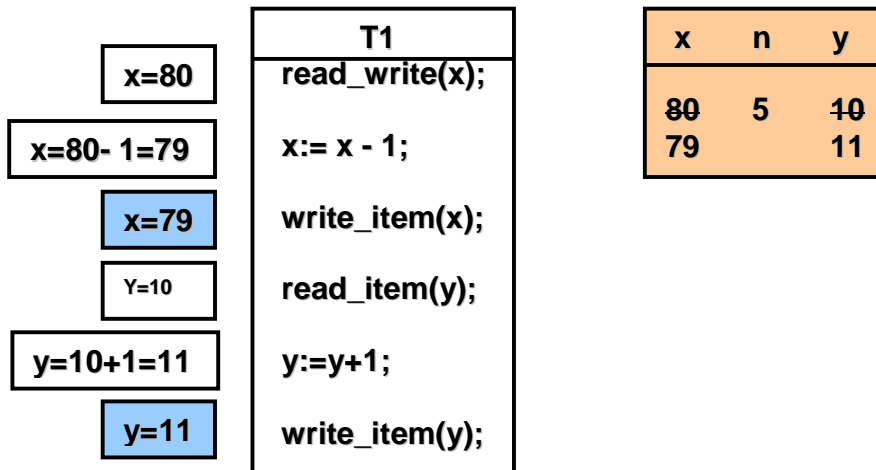 T1
x=80 read_write(x);
x=80- 1=79 x:= x - 1;
x=79 write_item(x);
Y=10 read_item(y);
y=10+1=11 y:=y+1;
y=11 write_item(y);
x n y
80 5 10
79 11